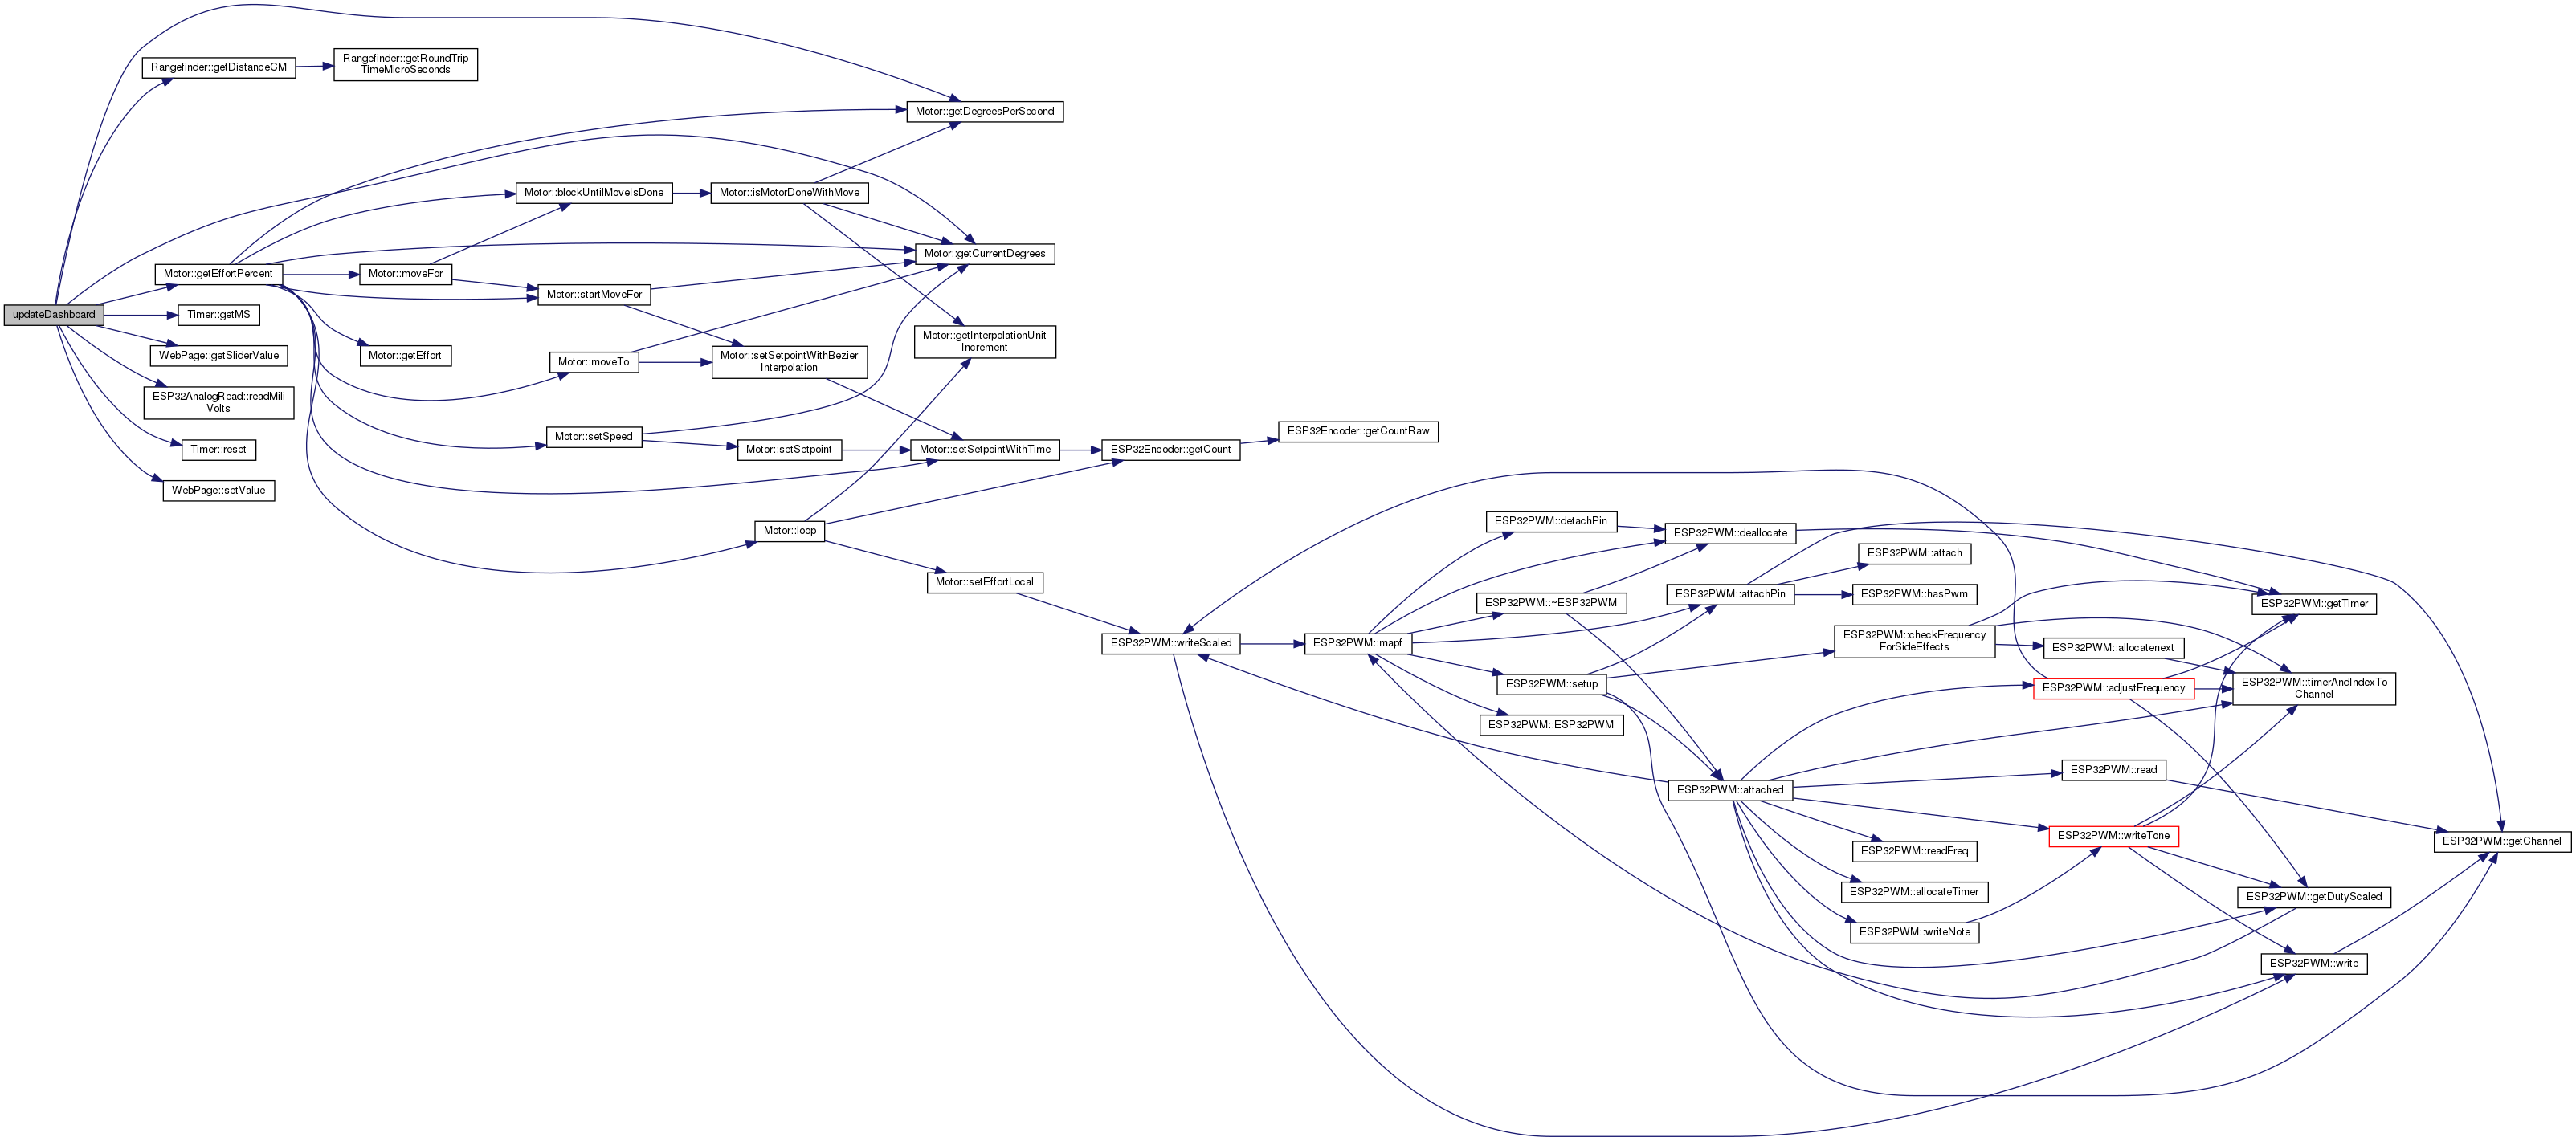 updateDashboard
Rangefinder::getDistanceCM
Rangefinder::getRoundTrip
TimeMicroSeconds
Motor::getDegreesPerSecond
Motor::getEffortPercent
Motor::blockUntilMoveIsDone
Motor::isMotorDoneWithMove
Motor::getCurrentDegrees
Motor::moveFor
Motor::startMoveFor
Motor::getInterpolationUnit
Increment
Timer::getMS
WebPage::getSliderValue
Motor::getEffort
Motor::moveTo
Motor::setSetpointWithBezier
Interpolation
ESP32AnalogRead::readMili
Volts
Timer::reset
WebPage::setValue
Motor::setSpeed
Motor::setSetpoint
Motor::setSetpointWithTime
ESP32Encoder::getCount
ESP32Encoder::getCountRaw
Motor::loop
Motor::setEffortLocal
ESP32PWM::writeScaled
ESP32PWM::mapf
ESP32PWM::detachPin
ESP32PWM::~ESP32PWM
ESP32PWM::setup
ESP32PWM::ESP32PWM
ESP32PWM::deallocate
ESP32PWM::attachPin
ESP32PWM::attached
ESP32PWM::attach
ESP32PWM::hasPwm
ESP32PWM::checkFrequency
ForSideEffects
ESP32PWM::readFreq
ESP32PWM::allocateTimer
ESP32PWM::writeNote
ESP32PWM::allocatenext
ESP32PWM::adjustFrequency
ESP32PWM::read
ESP32PWM::writeTone
ESP32PWM::getTimer
ESP32PWM::timerAndIndexTo
Channel
ESP32PWM::getDutyScaled
ESP32PWM::write
ESP32PWM::getChannel